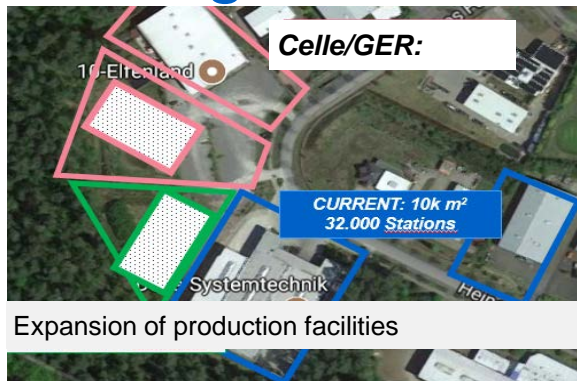 Celle/GER:
10-Elfenland
CURRENT: 10k m²
32.000 Stations
Systemtechnik
Expansion of production facilities